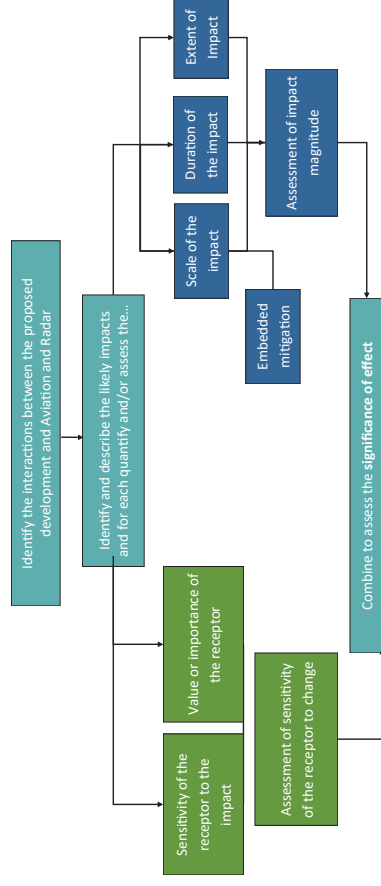 Identify the interactions between the proposed
development and Aviation and Radar
Identify and describe the likely impacts
and for each quantify and/or assess the...
Sensitivity of the
receptor to the
impact
Value or importance of
the receptor
Scale of the
impact
Duration of
the impact
Extent of
Impact
Embedded
mitigation
Assessment of sensitivity
of the receptor to change
Assessment of impact
magnitude
Combine to assess the significance of effect